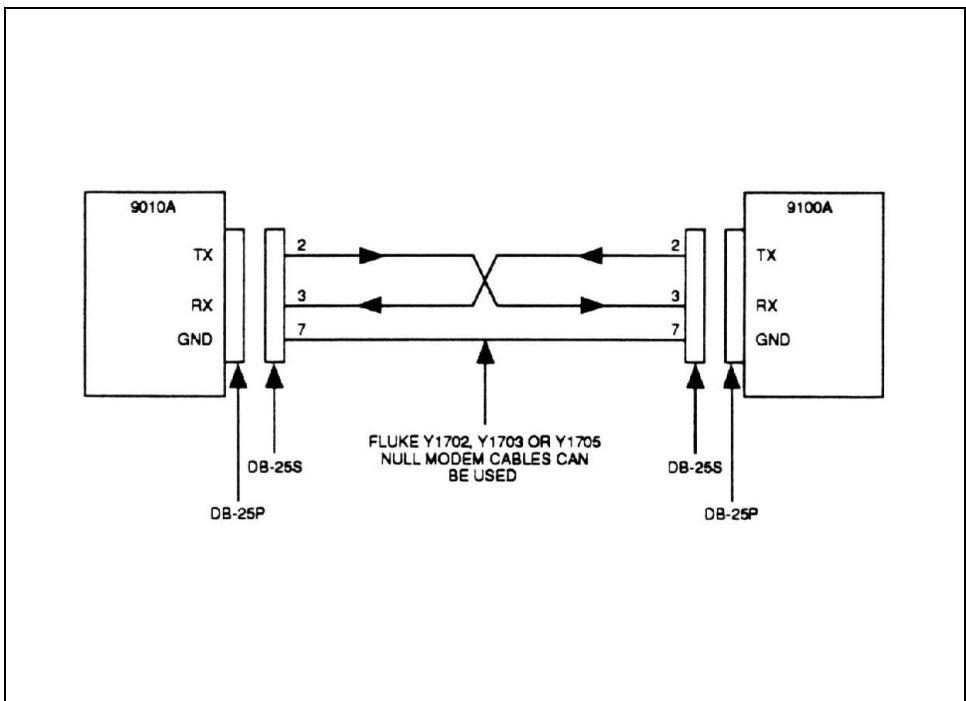 9010A
9100A
TX
2
2
TX
RX
3
3
RX
GND
7
7
GND
FLUKE Y1702, Y1703 OR Y1705
NULL MODEM CABLES CAN
BE USED
DB-25S
DB-25S
DB-25P
DB-25P